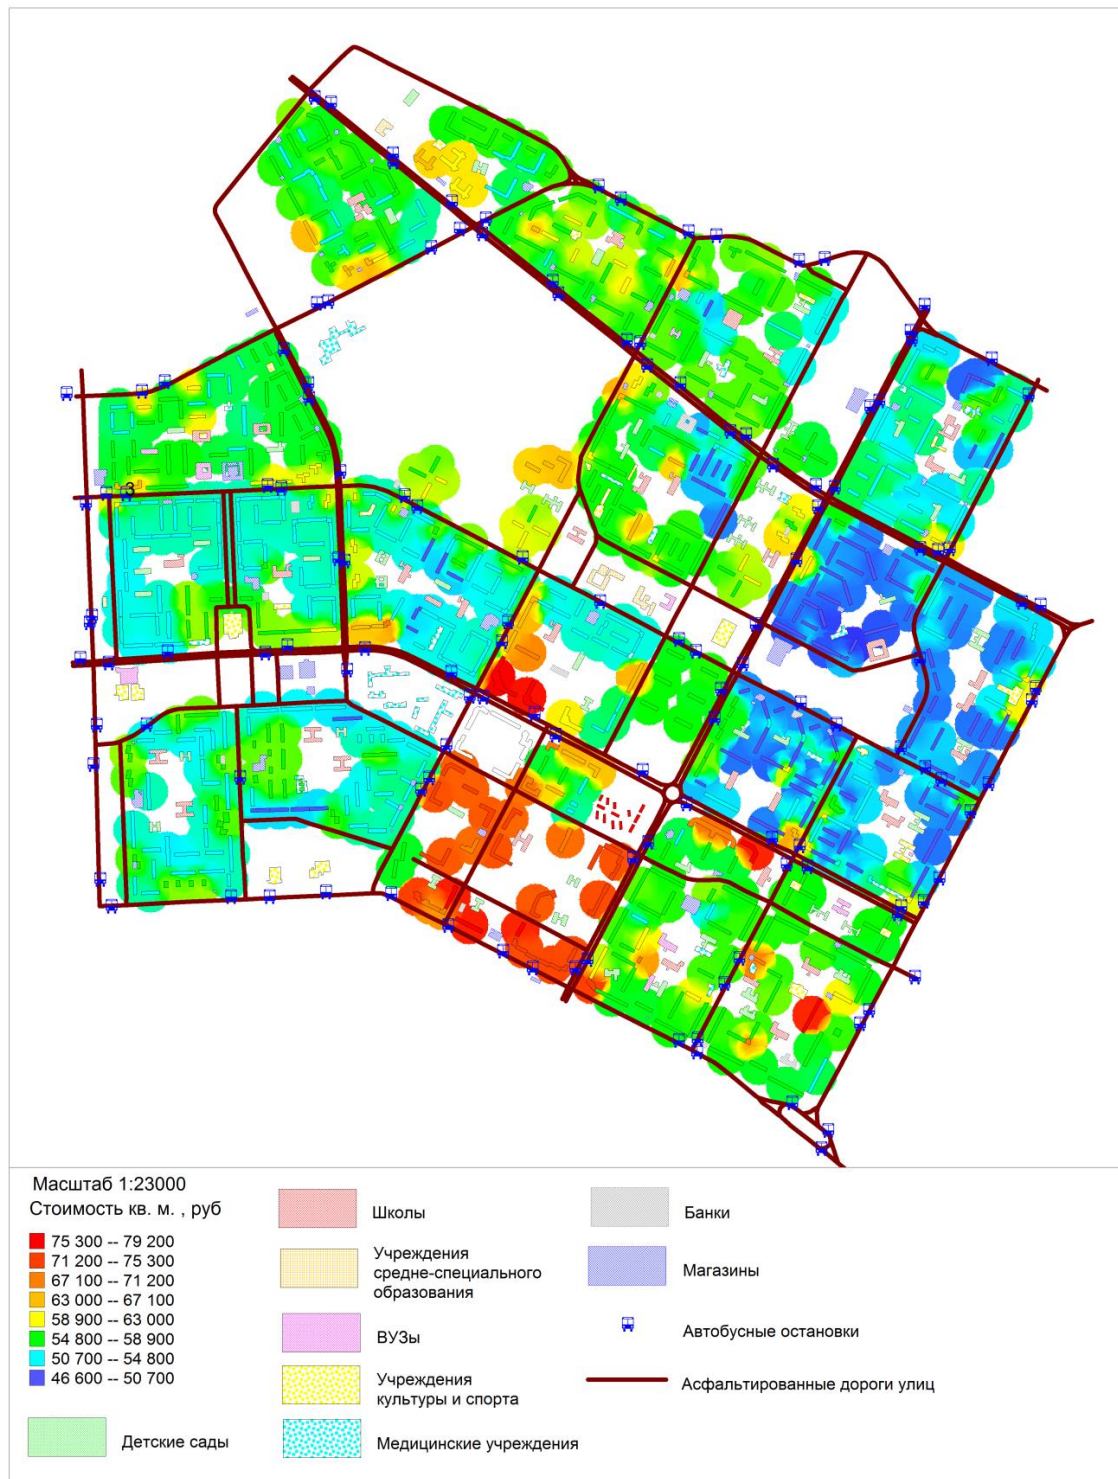 3
Масштаб 1:23000
Стоимость кв. м. , руб
75 300 -- 79 200
71 200 -- 75 300
67 100 -- 71 200
63 000 -- 67 100
58 900 -- 63 000
54 800 -- 58 900
50 700 -- 54 800
46 600 -- 50 700
Детские сады
Школы
Учреждения
средне-специального
образования
ВУЗы
Учреждения
культуры и спорта
Медицинские учреждения
Банки
Магазины
Автобусные остановки
Асфальтированные дороги улиц